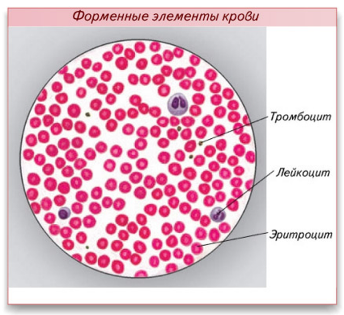 Форменные элементы крови
Тромбоцит
Лейкоцит
Эритроцит